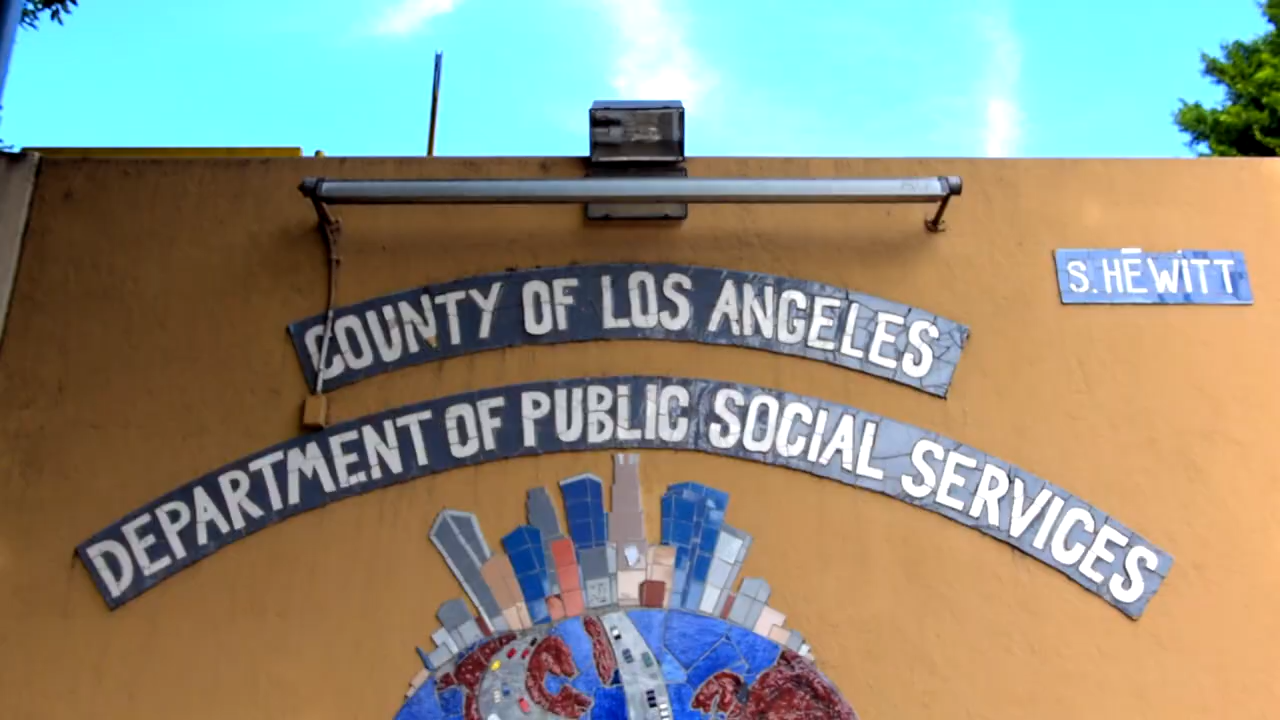 COUNTY OF LOS ANGELES
DEPARTMENT OF PUBLIC SOCIAL SERVICES
S. HEWITT